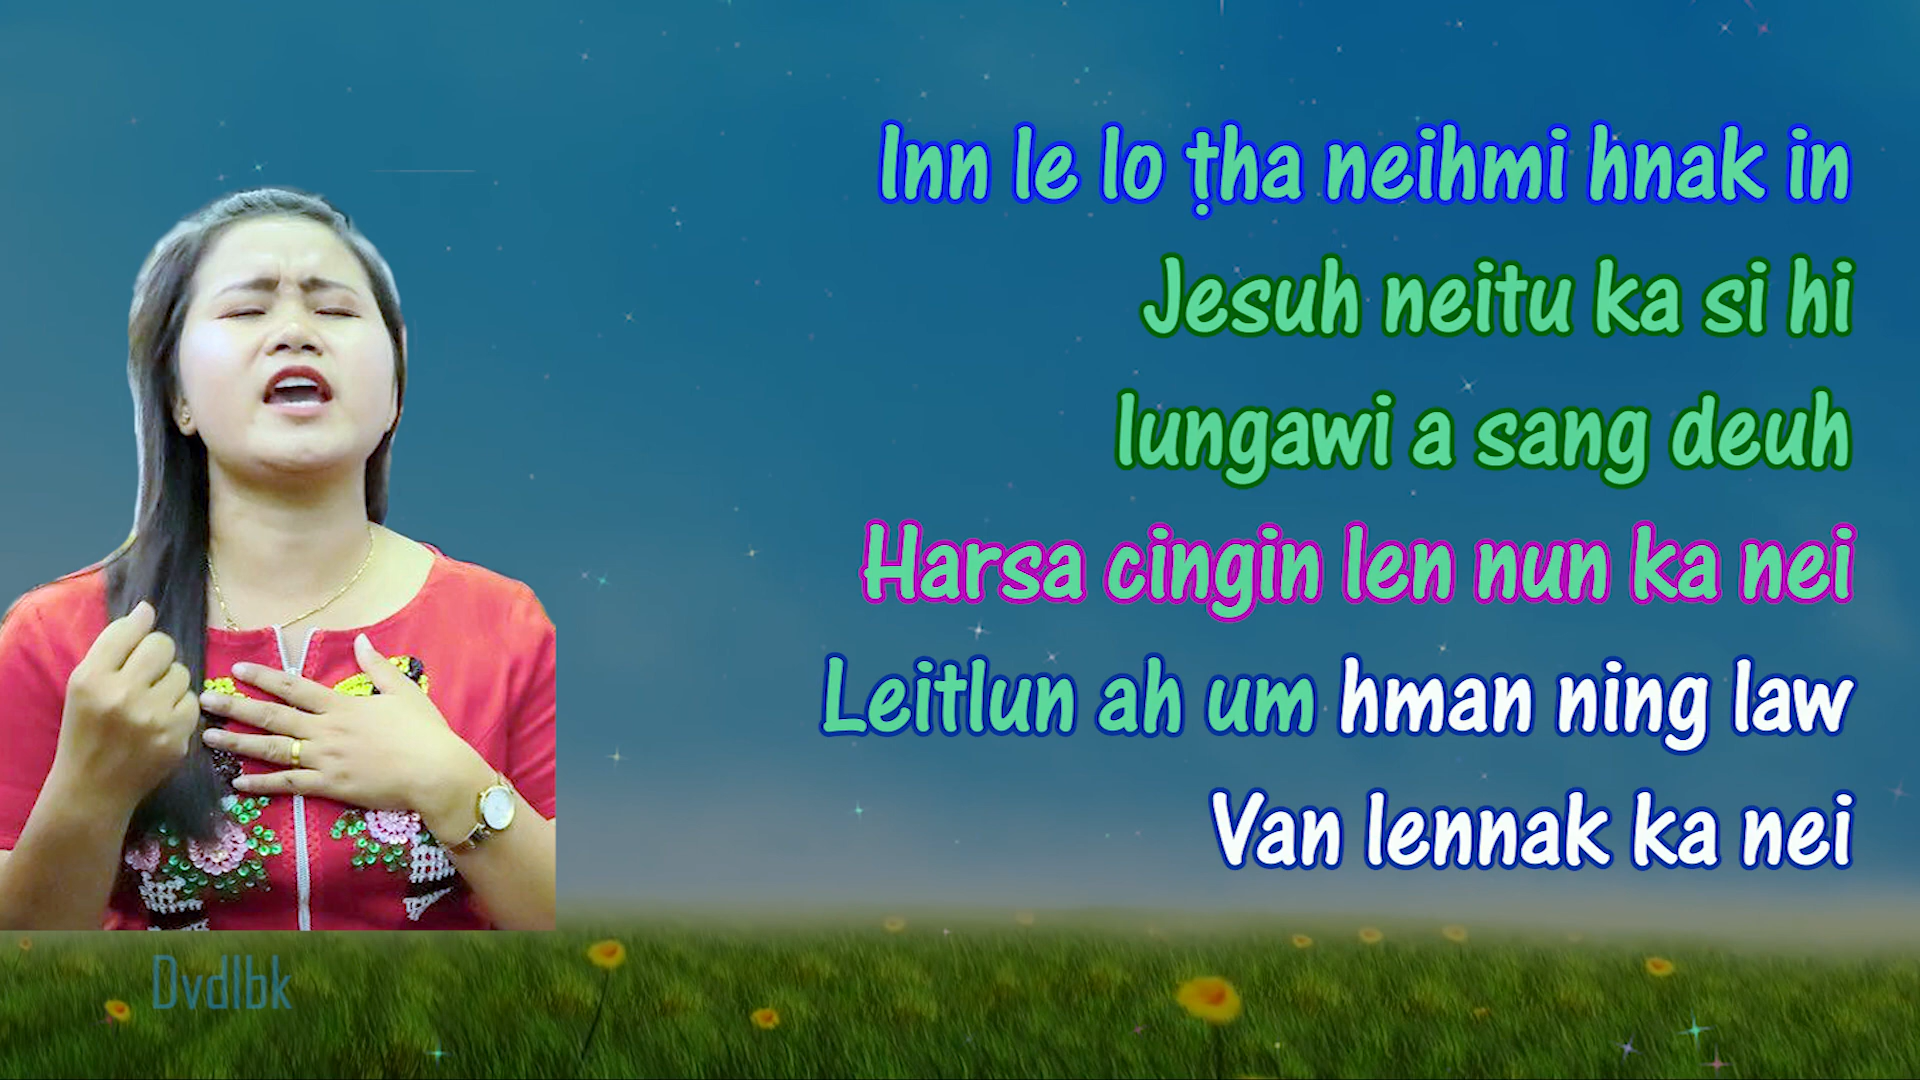 Inn le lo ṭha neihmi hnak in
Jesuh neitu ka si hi
lungawi a sang deuh
Harsa cingin len nun ka nei
Leitlun ah um hman ning law
Van lennak ka nei
Dvdlbk